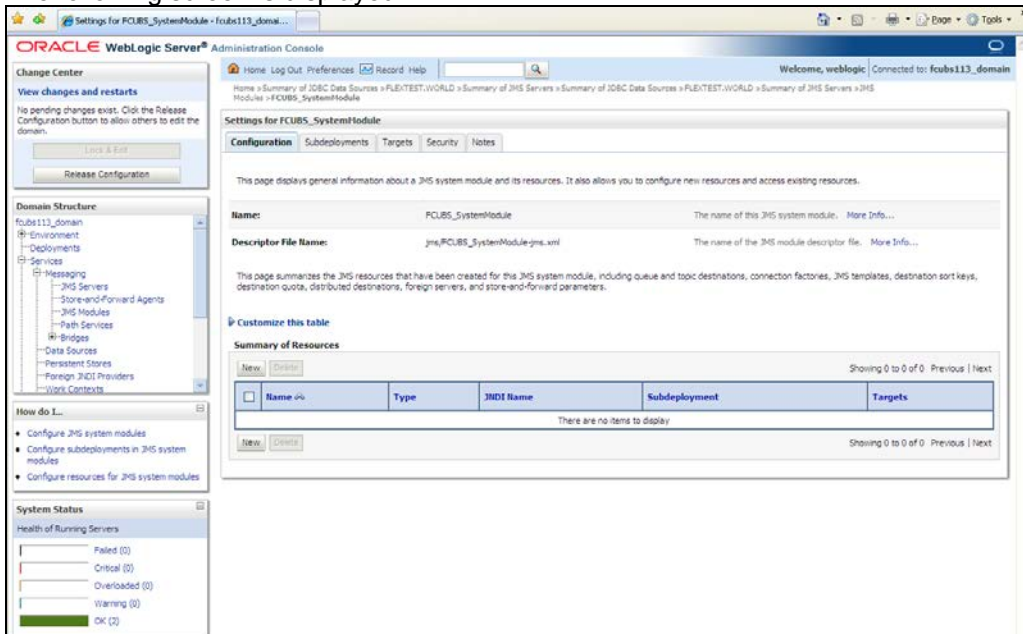 Settings for FCUBS_SystemModule - fcubs113_domai...
Page Tools
ORACLE WebLogic Server® Administration Console
Change Center
View changes and restarts
No pending changes exist. Click the Release
Configuration button to allow others to edit the
domain.
Lock & Edit
Release Configuration
Domain Structure
fcubs113_domain
Environment
Deployments
Services
Messaging
JMS Servers
Store-and-Forward Agents
JMS Modules
Path Services
Bridges
Data Sources
Persistent Stores
Foreign JNDI Providers
Work Contexts
How do I...
Configure JMS system modules
Configure subdeployments in JMS system
modules
Configure resources for JMS system modules
System Status
Health of Running Servers
Failed (0)
Critical (0)
Overloaded (0)
Warning (0)
OK (2)
Home Log Out Preferences Record Help
Welcome, weblogic Connected to: fcubs113_domain
Home >Summary of JDBC Data Sources >FLEXTEST.WORLD >Summary of JMS Servers >Summary of JDBC Data Sources >FLEXTEST.WORLD >Summary of JMS Servers >JMS
Modules >FCUBS_SystemModule
Settings for FCUBS_SystemModule
Configuration Subdeployments Targets Security Notes
This page displays general information about a JMS system module and its resources. It also allows you to configure new resources and access existing resources.
Name: FCUBS_SystemModule The name of this JMS system module. More Info...
Descriptor File Name: jms/FCUBS_SystemModule-jms.xml The name of the JMS module descriptor file. More Info...
This page summarizes the JMS resources that have been created for this JMS system module, including queue and topic destinations, connection factories, JMS templates, destination sort keys,
destination quota, distributed destinations, foreign servers, and store-and-forward parameters.
Customize this table
Summary of Resources
New Delete Showing 0 to 0 of 0 Previous | Next
Name Type JNDI Name Subdeployment Targets
There are no items to display
New Delete Showing 0 to 0 of 0 Previous | Next